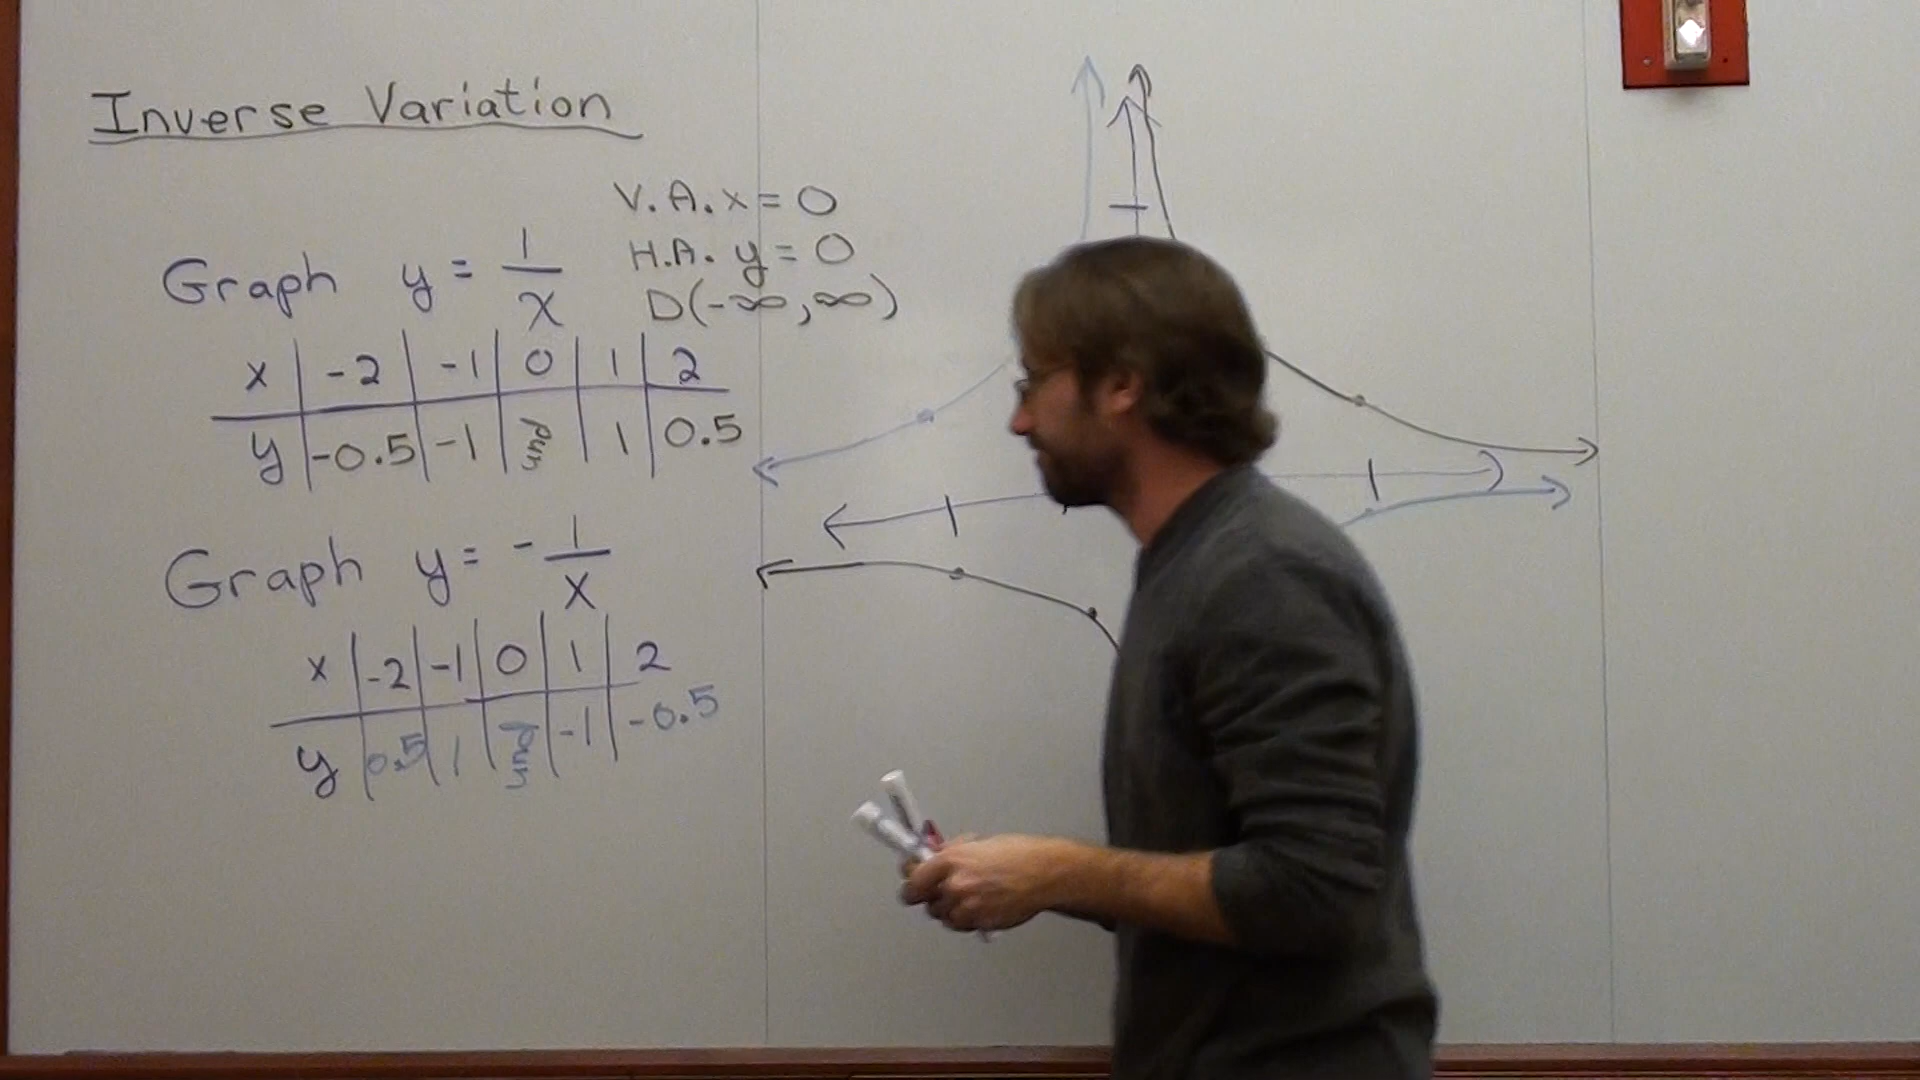 Inverse Variation
V.A. x = 0
H.A. y = 0
D(-∞, ∞)
Graph y = 1/x
x | -2 | -1 | 0 | 1 | 2
y | -0.5 | -1 | und | 1 | 0.5
Graph y = - 1/x
x | -2 | -1 | 0 | 1 | 2
y | 0.5 | 1 | und | -1 | -0.5